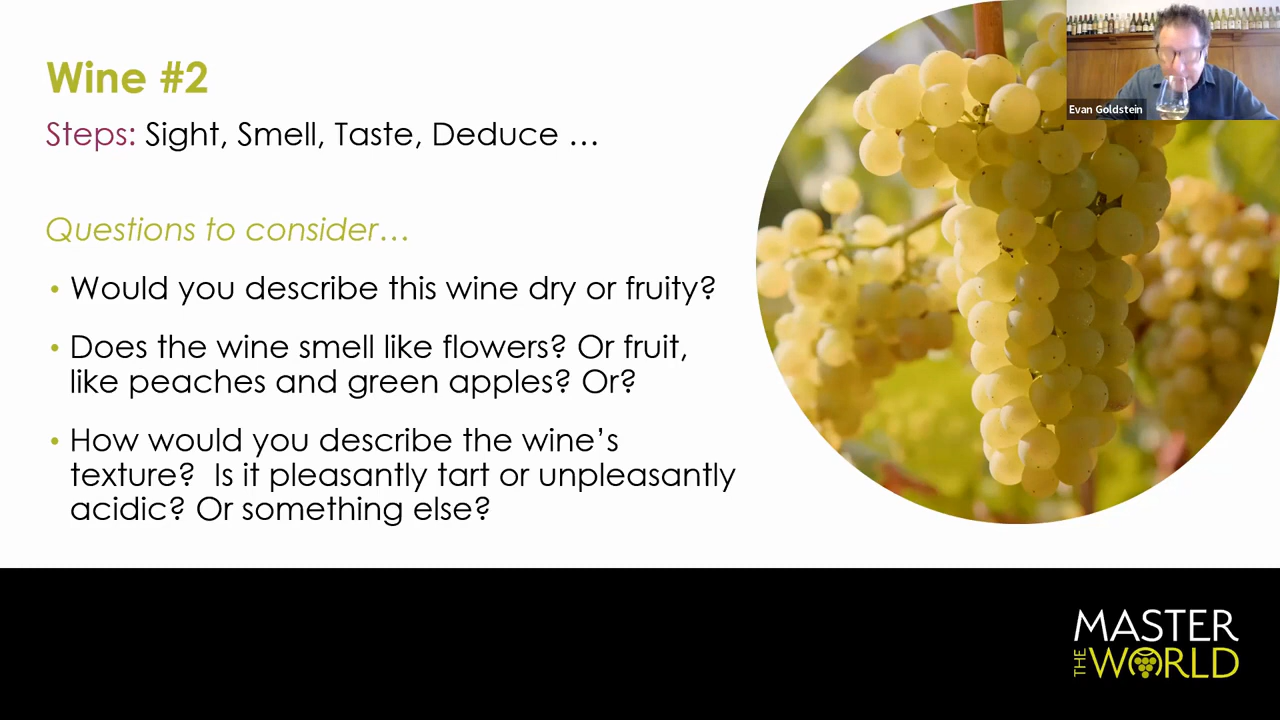 Wine #2
Steps: Sight, Smell, Taste, Deduce …
Questions to consider…
• Would you describe this wine dry or fruity?
• Does the wine smell like flowers? Or fruit,
like peaches and green apples? Or?
• How would you describe the wine’s
texture?  Is it pleasantly tart or unpleasantly
acidic? Or something else?
Evan Goldstein
MASTER
THE WORLD